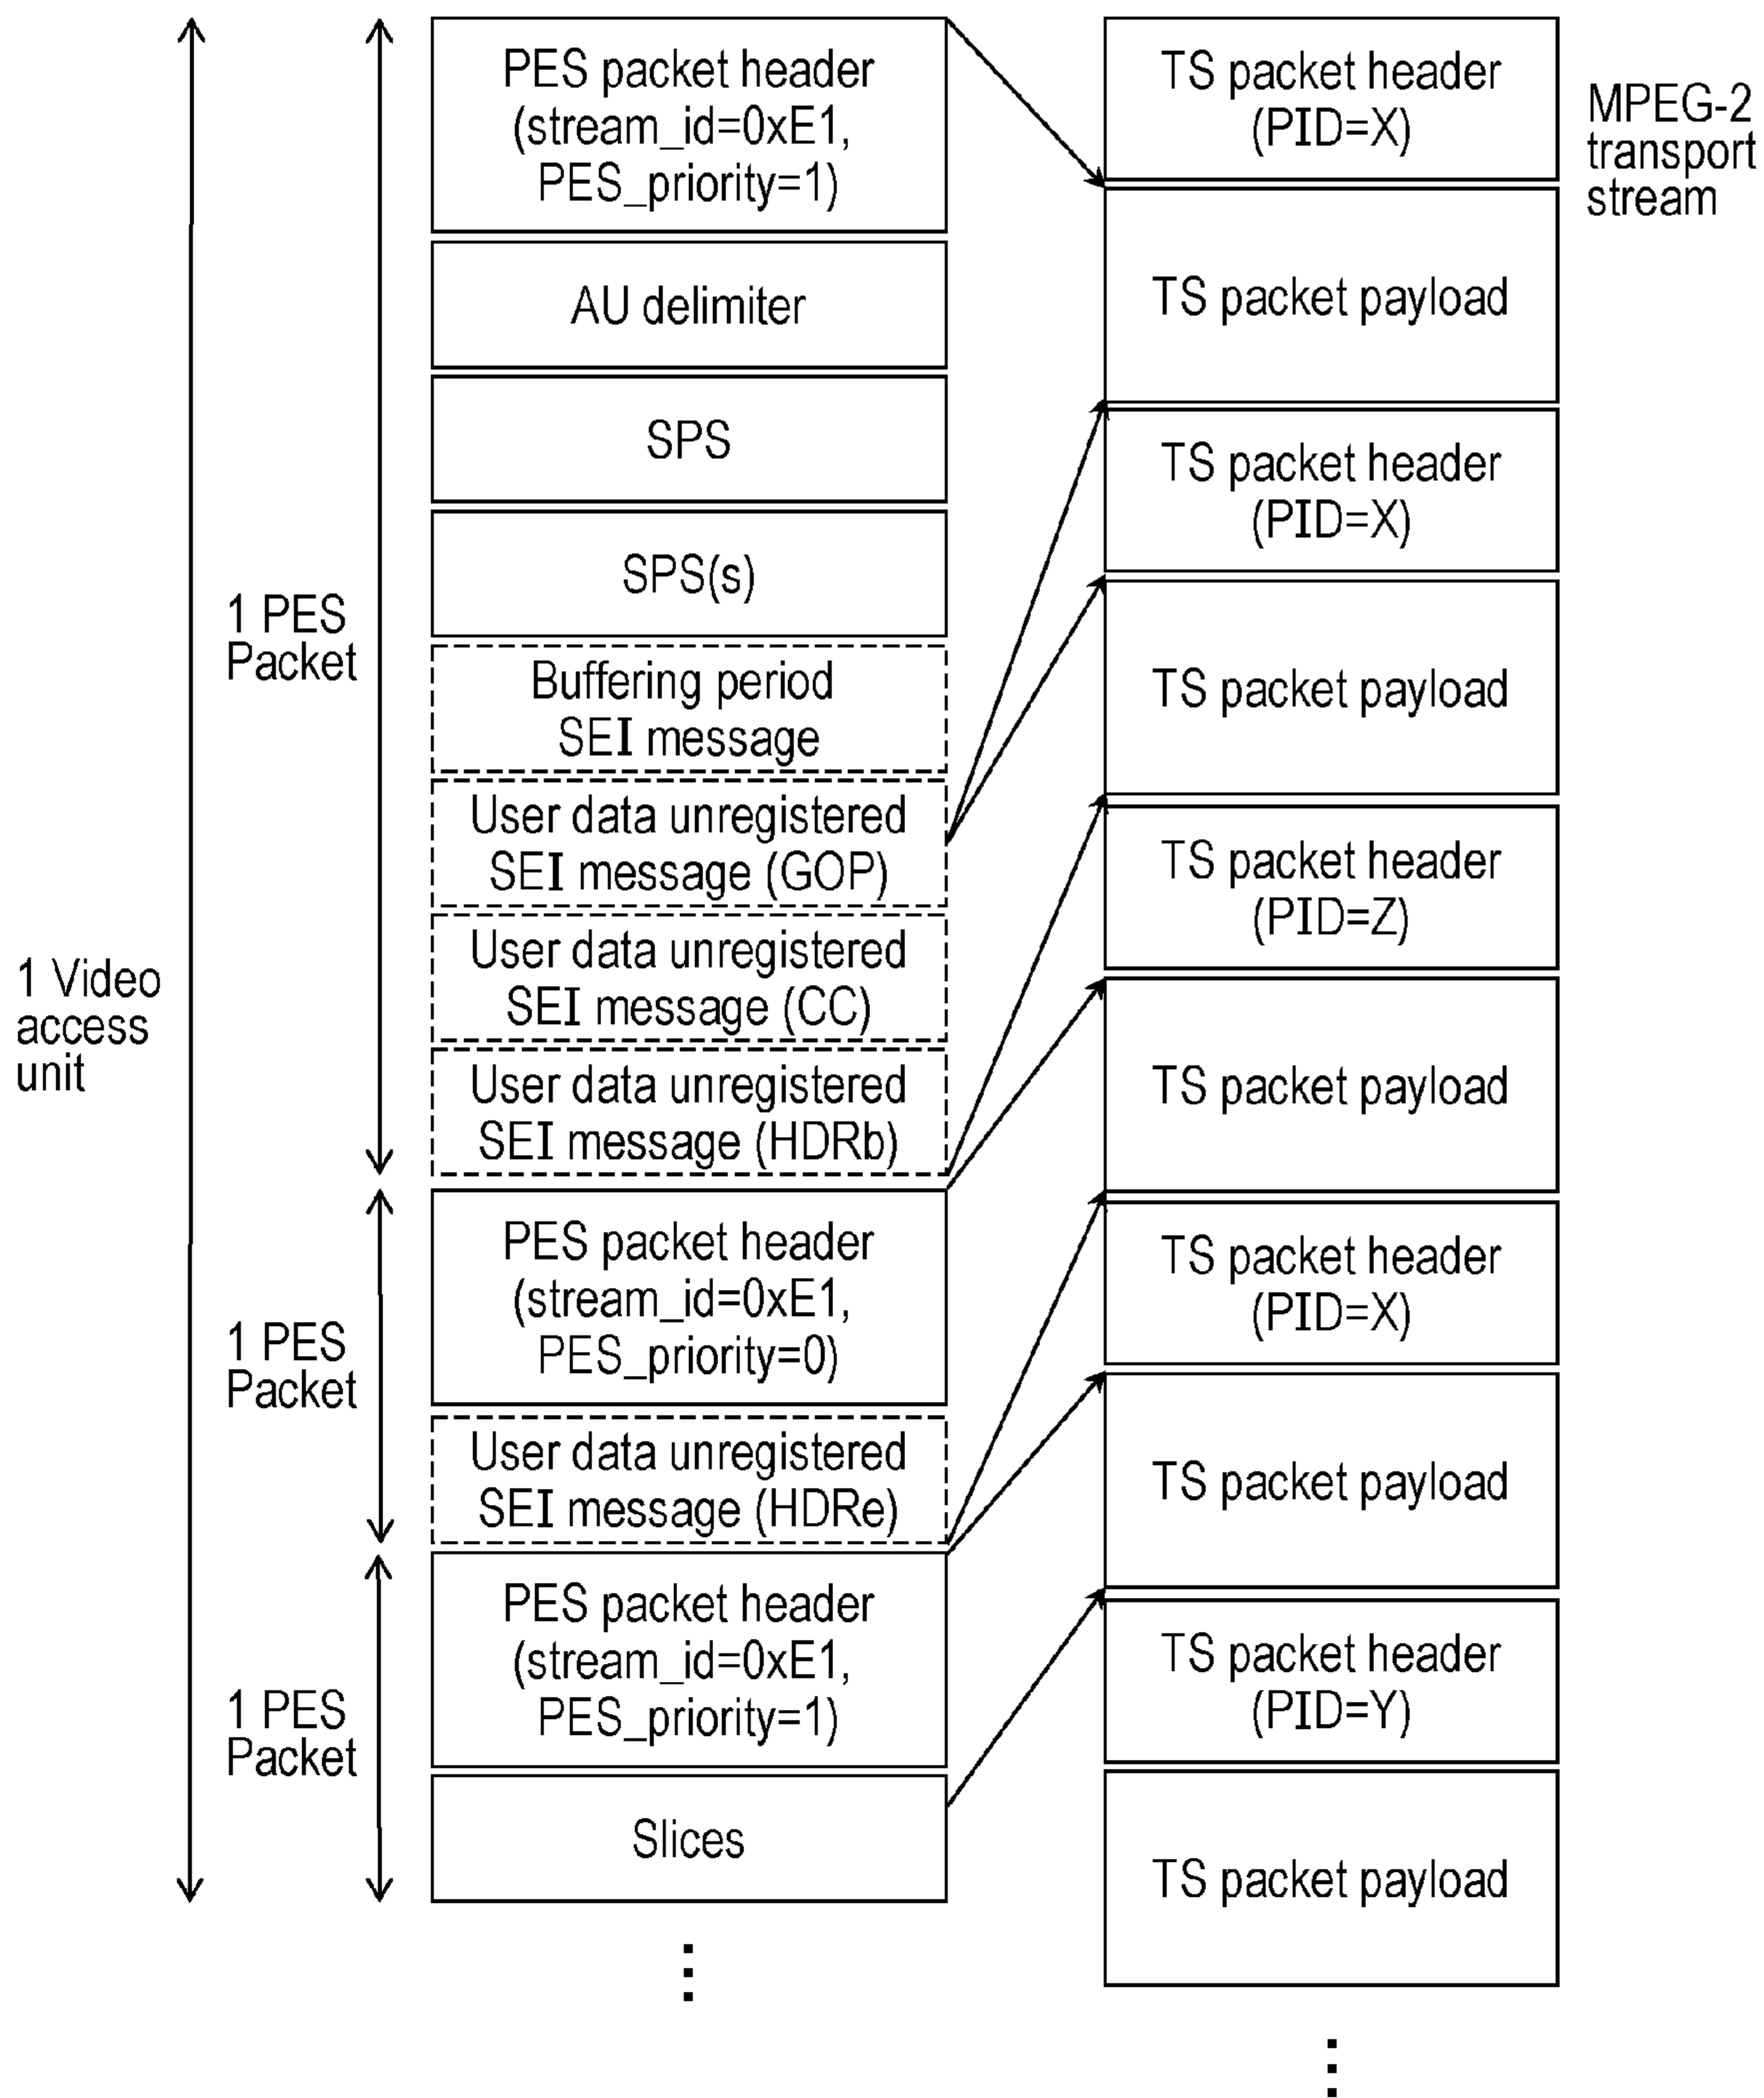 1 Video
access
unit
1 PES
Packet
1 PES
Packet
1 PES
Packet
PES packet header
(stream_id=0xE1,
PES_priority=1)
AU delimiter
SPS
SPS(s)
Buffering period
SEI message
User data unregistered
SEI message (GOP)
User data unregistered
SEI message (CC)
User data unregistered
SEI message (HDRb)
PES packet header
(stream_id=0xE1,
PES_priority=0)
User data unregistered
SEI message (HDRe)
PES packet header
(stream_id=0xE1,
PES_priority=1)
Slices
TS packet header
(PID=X)
TS packet payload
TS packet header
(PID=X)
TS packet payload
TS packet header
(PID=Z)
TS packet payload
TS packet header
(PID=X)
TS packet payload
TS packet header
(PID=Y)
TS packet payload
MPEG-2
transport
stream